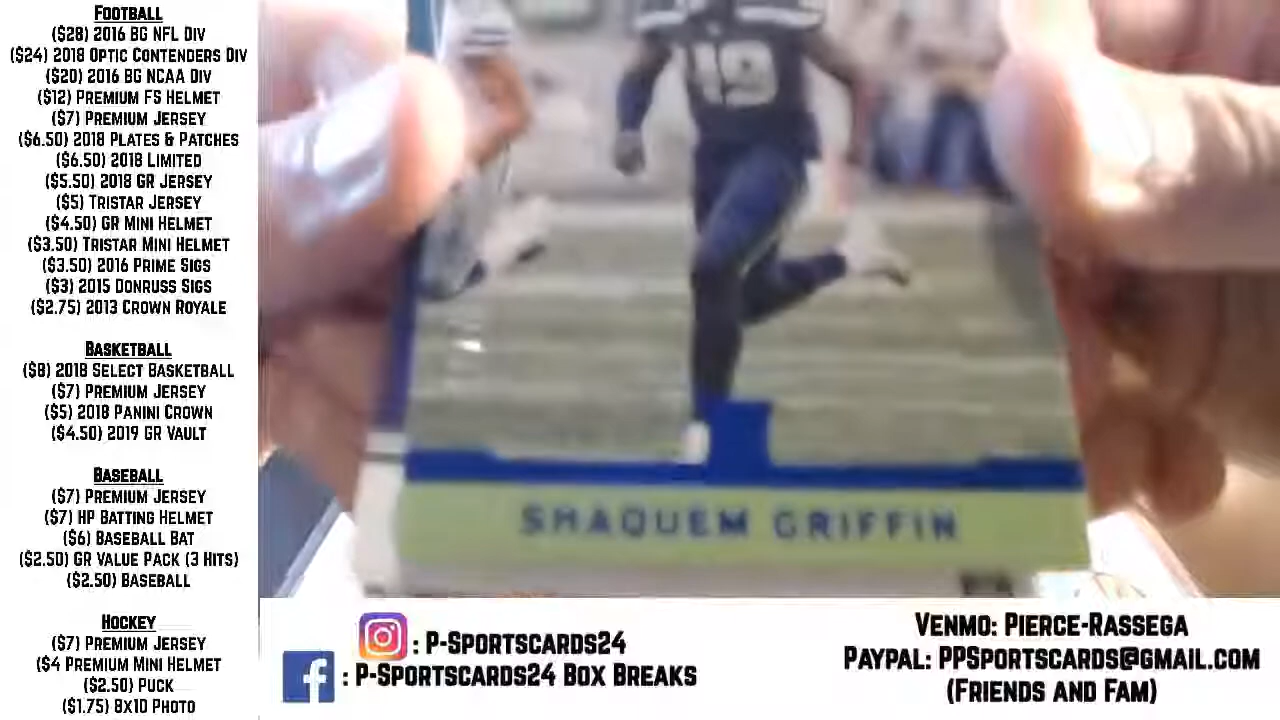 FOOTBALL
($28) 2016 BG NFL DIV
($24) 2018 OPTIC CONTENDERS DIV
($20) 2016 BG NCAA DIV
($12) PREMIUM FS HELMET
($7) PREMIUM JERSEY
($6.50) 2018 PLATES & PATCHES
($6.50) 2018 LIMITED
($5.50) 2018 GR JERSEY
($5) TRISTAR JERSEY
($4.50) GR MINI HELMET
($3.50) TRISTAR MINI HELMET
($3.50) 2016 PRIME SIGS
($3) 2015 DONRUSS SIGS
($2.75) 2013 CROWN ROYALE
BASKETBALL
($8) 2018 SELECT BASKETBALL
($7) PREMIUM JERSEY
($5) 2018 PANINI CROWN
($4.50) 2019 GR VAULT
BASEBALL
($7) PREMIUM JERSEY
($7) HP BATTING HELMET
($6) BASEBALL BAT
($2.50) GR VALUE PACK (3 HITS)
($2.50) BASEBALL
HOCKEY
($7) PREMIUM JERSEY
($4 PREMIUM MINI HELMET
($2.50) PUCK
($1.75) 8X10 PHOTO
49
SHAQUEM GRIFFIN
: P-SPORTSCARDS24
: P-SPORTSCARDS24 BOX BREAKS
VENMO: PIERCE-RASSEGA
PAYPAL: PPSPORTSCARDS@GMAIL.COM
(FRIENDS AND FAM)